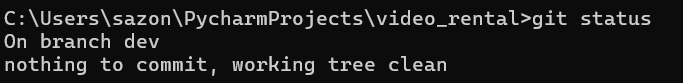 C:\Users\sazon\PycharmProjects\video_rental>git status
On branch dev
nothing to commit, working tree clean